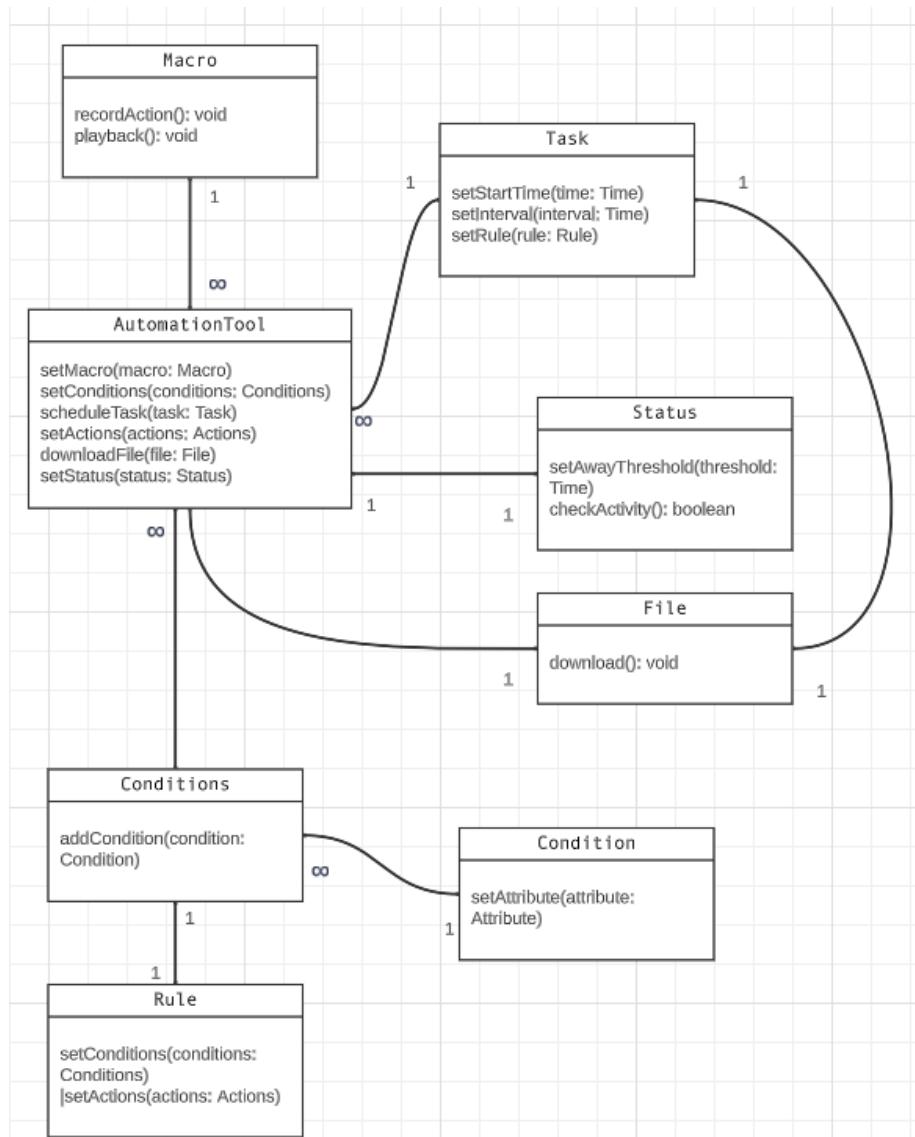 Macro
recordAction(): void
playback(): void
1
∞
Task
setStartTime(time: Time)
setInterval(interval: Time)
setRule(rule: Rule)
1
1
AutomationTool
setMacro(macro: Macro)
setConditions(conditions: Conditions)
scheduleTask(task: Task)
setActions(actions: Actions)
downloadFile(file: File)
setStatus(status: Status)
∞
1
∞
Status
setAwayThreshold(threshold:
Time)
checkActivity(): boolean
1
File
download(): void
1
1
Conditions
addCondition(condition:
Condition)
∞
1
Condition
setAttribute(attribute:
Attribute)
1
1
Rule
setConditions(conditions:
Conditions)
|setActions(actions: Actions)